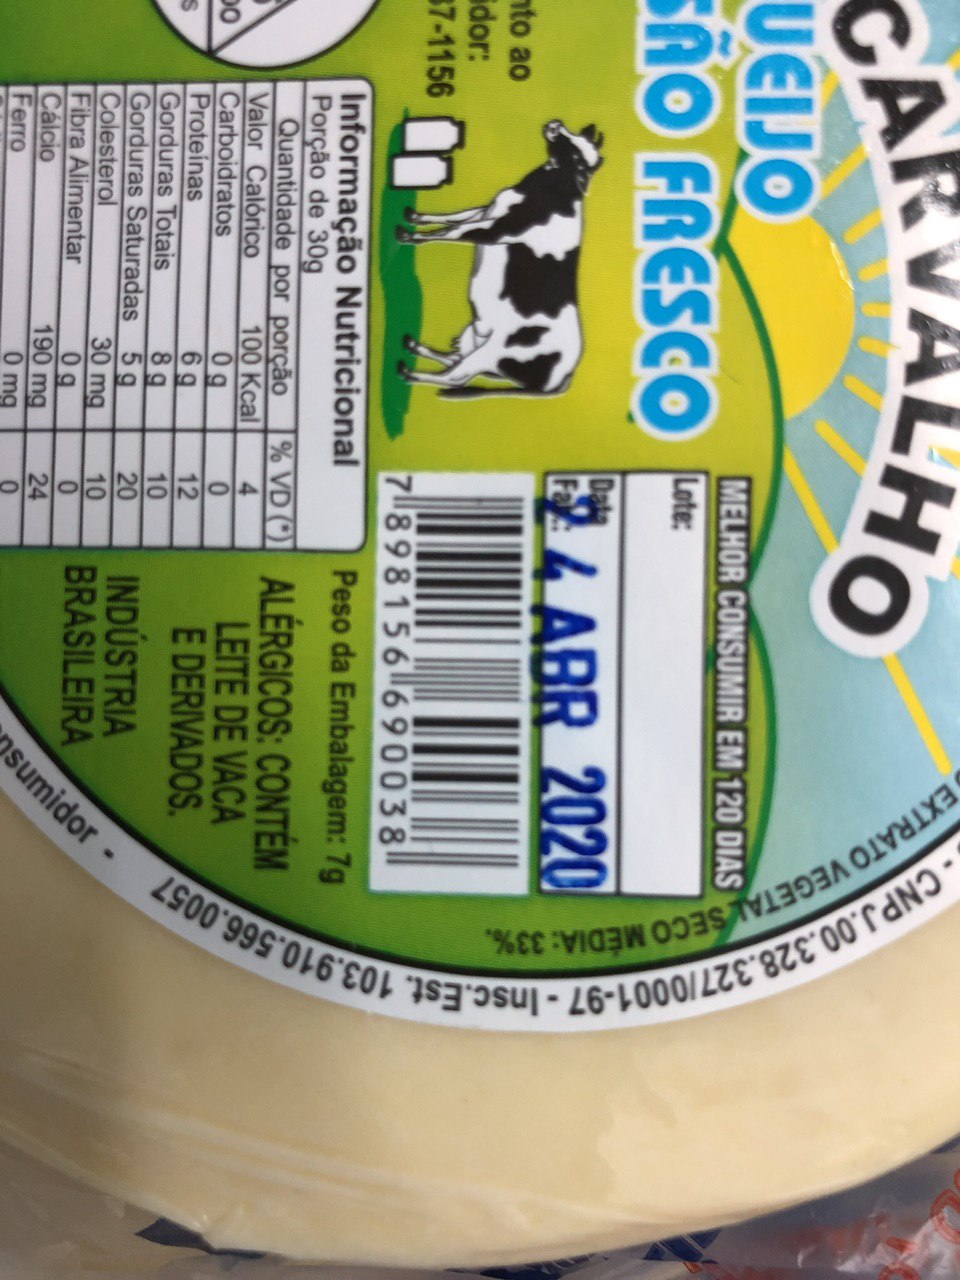 CARVALHO
UEIJO
SÃO FRESCO
nto ao
idor:
37-1156
MELHOR CONSUMIR EM 120 DIAS
Lote:
Data
Fab.:
24 ABR 2020
7 898156 690038
Informação Nutricional
Porção de 30g
Quantidade por porção % VD (*)
Valor Calórico 100 Kcal 4
Carboidratos 0 g 0
Proteínas 6 g 12
Gorduras Totais 8 g 10
Gorduras Saturadas 5 g 20
Colesterol 30 mg 10
Fibra Alimentar 0 g 0
Cálcio 190 mg 24
Ferro 0 mg 0
Peso da Embalagem: 7g
ALÉRGICOS: CONTÉM
LEITE DE VACA
E DERIVADOS.
INDÚSTRIA
BRASILEIRA
EXTRATO VEGETAL SECO MÉDIA: 33%.
- CNPJ.00.328.327/0001-97 - Insc.Est. 103.910.566.0057
nsumidor -